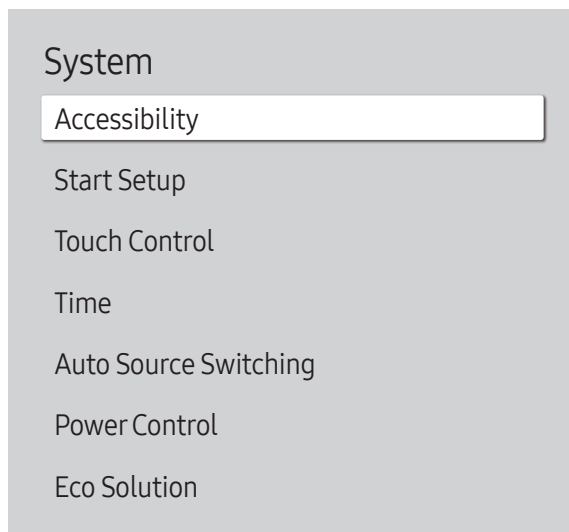 System
Accessibility
Start Setup
Touch Control
Time
Auto Source Switching
Power Control
Eco Solution